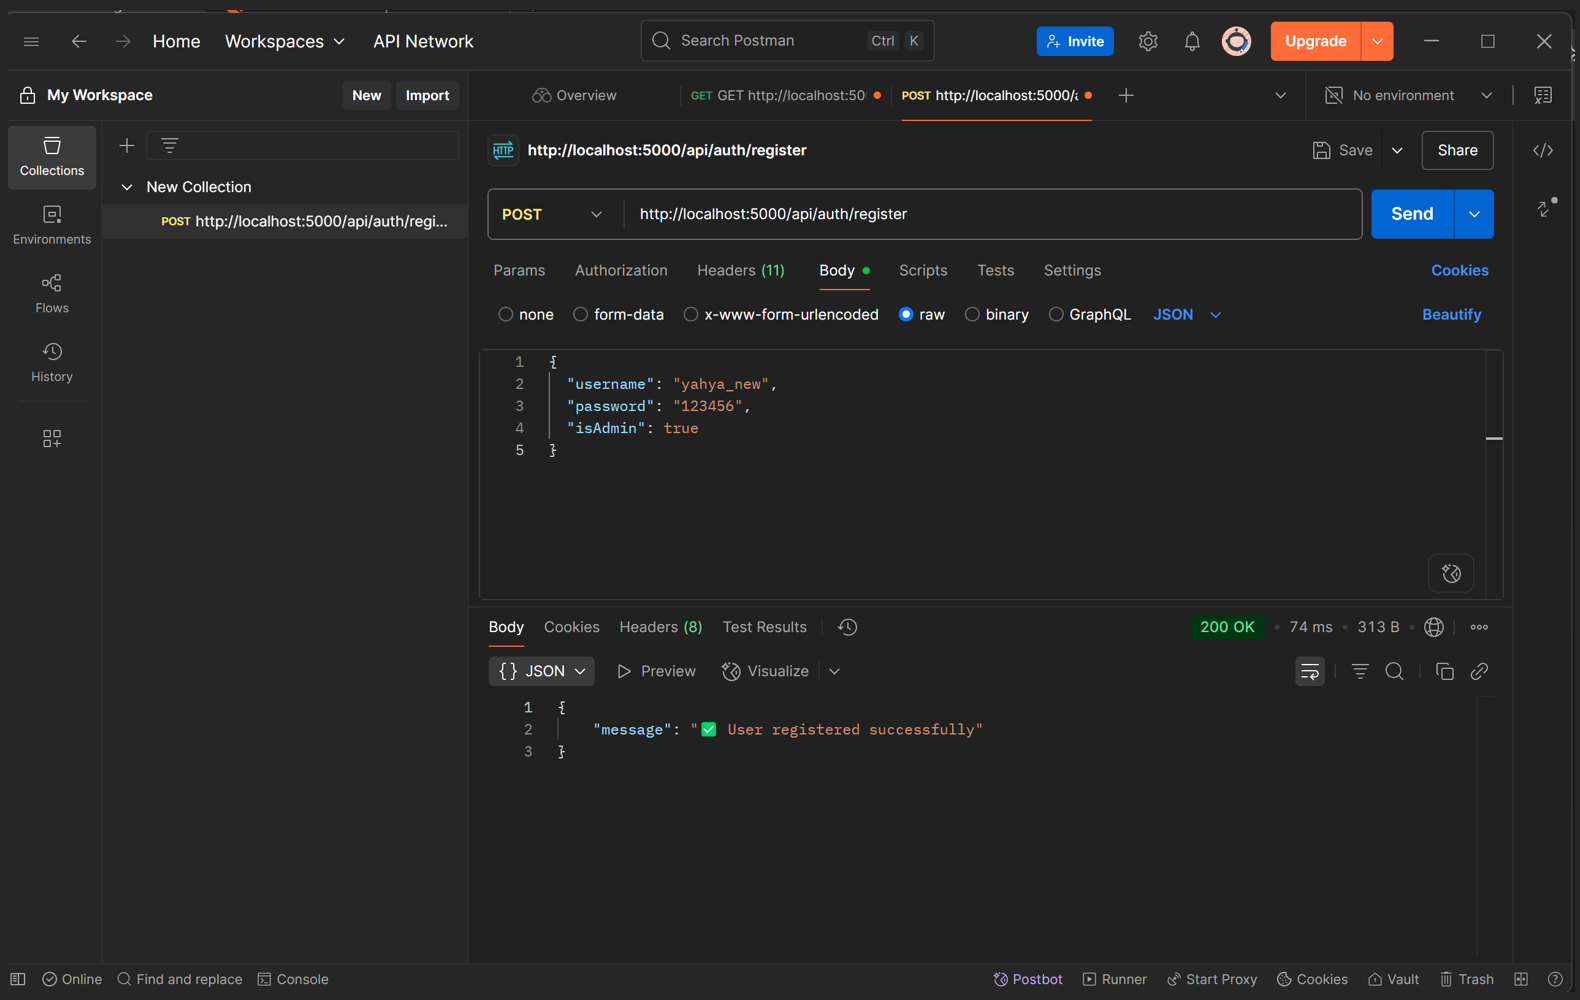 Home
Workspaces
API Network
Search Postman
Ctrl K
Invite
Upgrade
My Workspace
New
Import
Overview
GET GET http://localhost:50
POST http://localhost:5000/a
No environment
Collections
Environments
Flows
History
New Collection
POST http://localhost:5000/api/auth/regi...
HTTP http://localhost:5000/api/auth/register
Save
Share
POST
http://localhost:5000/api/auth/register
Send
Params
Authorization
Headers (11)
Body
Scripts
Tests
Settings
Cookies
none
form-data
x-www-form-urlencoded
raw
binary
GraphQL
JSON
Beautify
1 {
2 "username": "yahya_new",
3 "password": "123456",
4 "isAdmin": true
5 }
Body
Cookies
Headers (8)
Test Results
200 OK
74 ms
313 B
{} JSON
Preview
Visualize
1 {
2 "message": "✅ User registered successfully"
3 }
Online
Find and replace
Console
Postbot
Runner
Start Proxy
Cookies
Vault
Trash